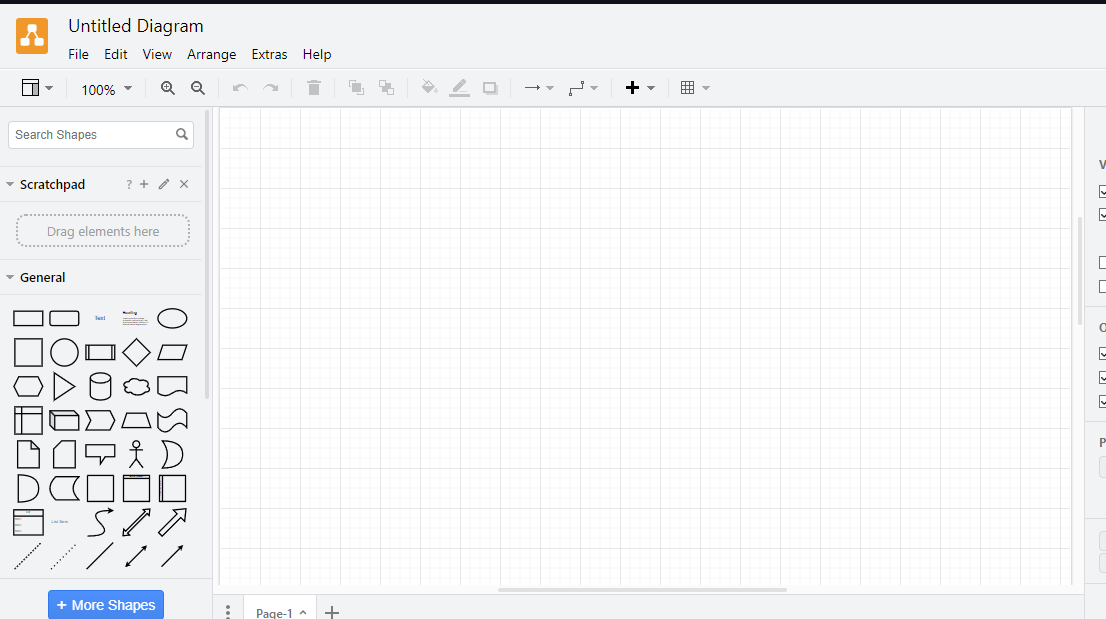 Untitled Diagram
File Edit View Arrange Extras Help
100%
Search Shapes
Scratchpad ?
Drag elements here
General
Text
Heading
List Item
+ More Shapes
Page-1
V
O
P